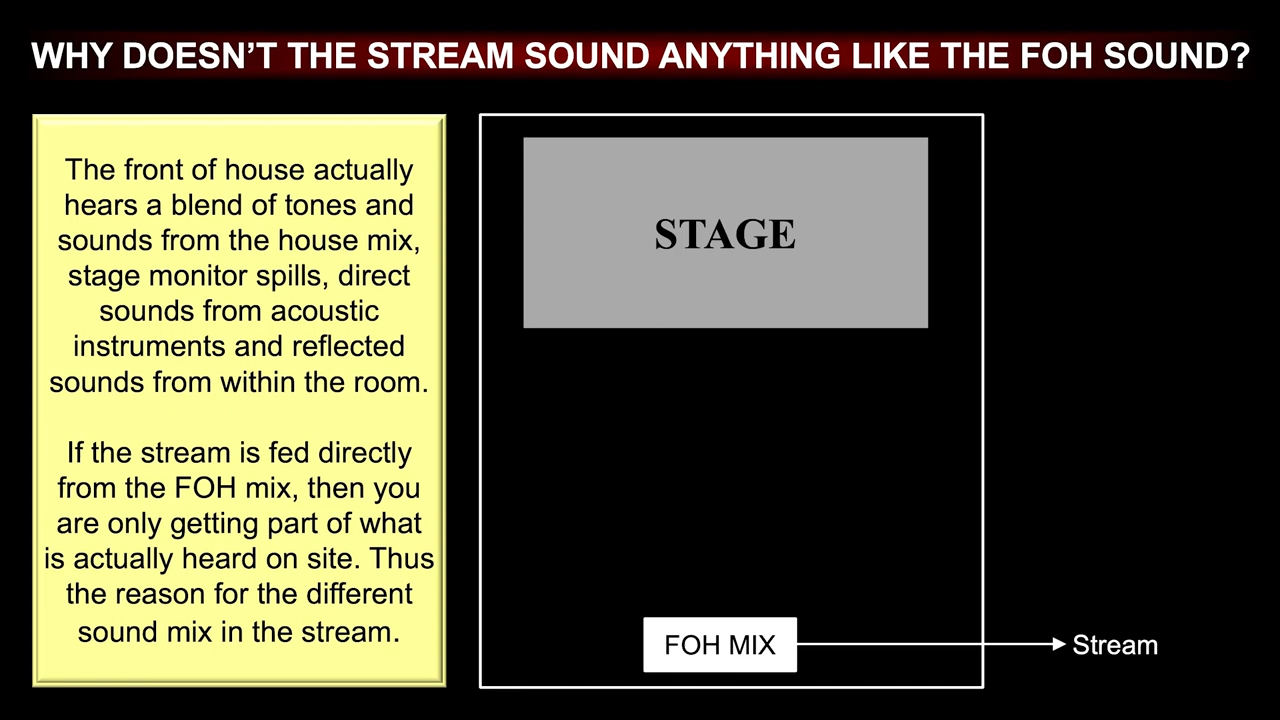 WHY DOESN’T THE STREAM SOUND ANYTHING LIKE THE FOH SOUND?
The front of house actually
hears a blend of tones and
sounds from the house mix,
stage monitor spills, direct
sounds from acoustic
instruments and reflected
sounds from within the room.
If the stream is fed directly
from the FOH mix, then you
are only getting part of what
is actually heard on site. Thus
the reason for the different
sound mix in the stream.
STAGE
FOH MIX
Stream